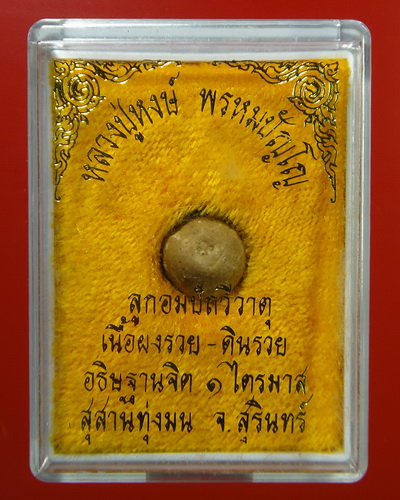 หลวงปู่หงษ์ พรหมปัญโญ
ลูกอมปัทวีธาตุ
เนื้อผงรวย - ดินรวย
อธิษฐานจิต ๑ ไตรมาส
สุสานทุ่งมน จ.สุรินทร์